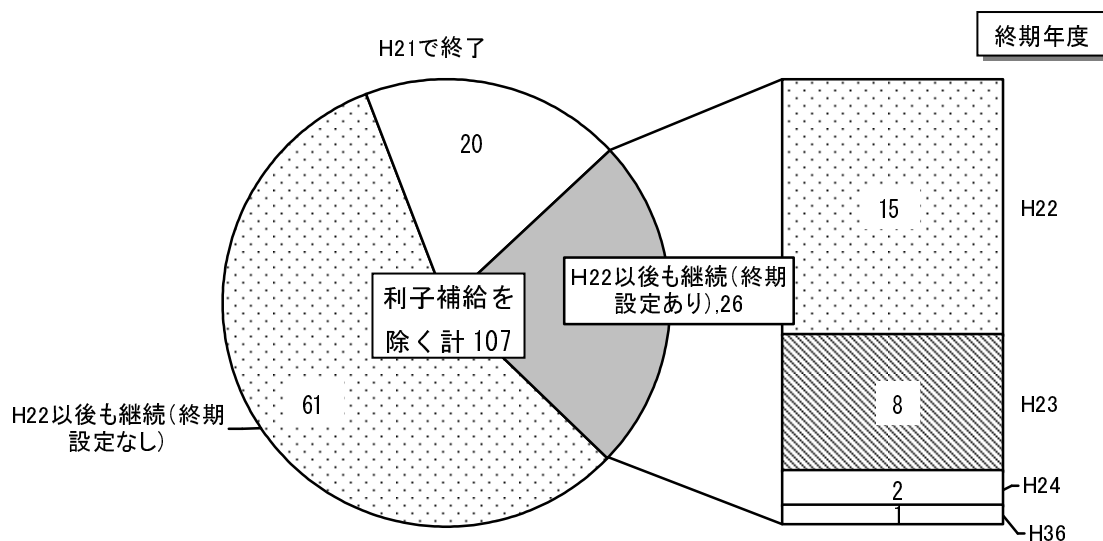 終期年度
H21で終了
20
15
H22
H22以後も継続(終期
設定あり),26
利子補給を
除く計 107
61
H22以後も継続(終期
設定なし)
8
H23
2
H24
1
H36